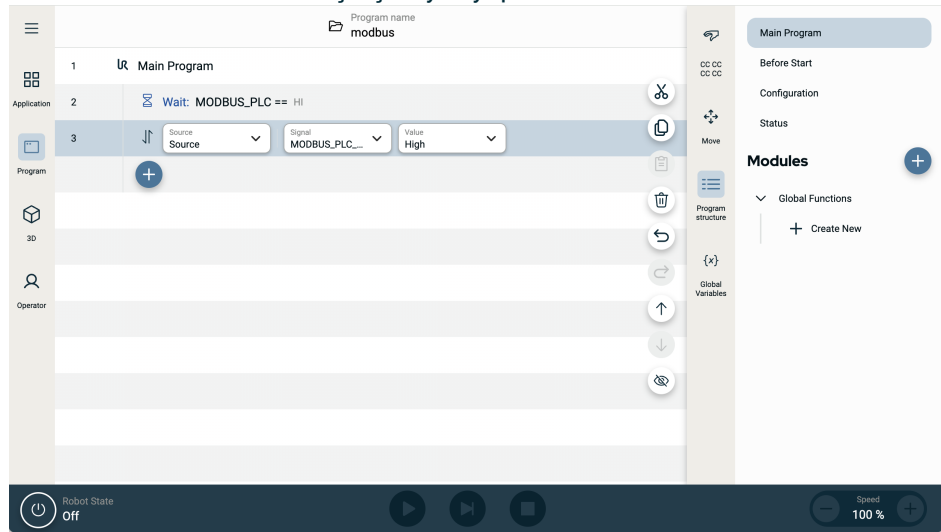 Program name
modbus
1 Main Program
Application
2 Wait: MODBUS_PLC == HI
3 Source Source Signal MODBUS_PLC_... Value High
Program
3D
Operator
CC CC
CC CC
Move
Program
structure
{x}
Global
Variables
Main Program
Before Start
Configuration
Status
Modules
Global Functions
Create New
Robot State
Off
Speed
100 %